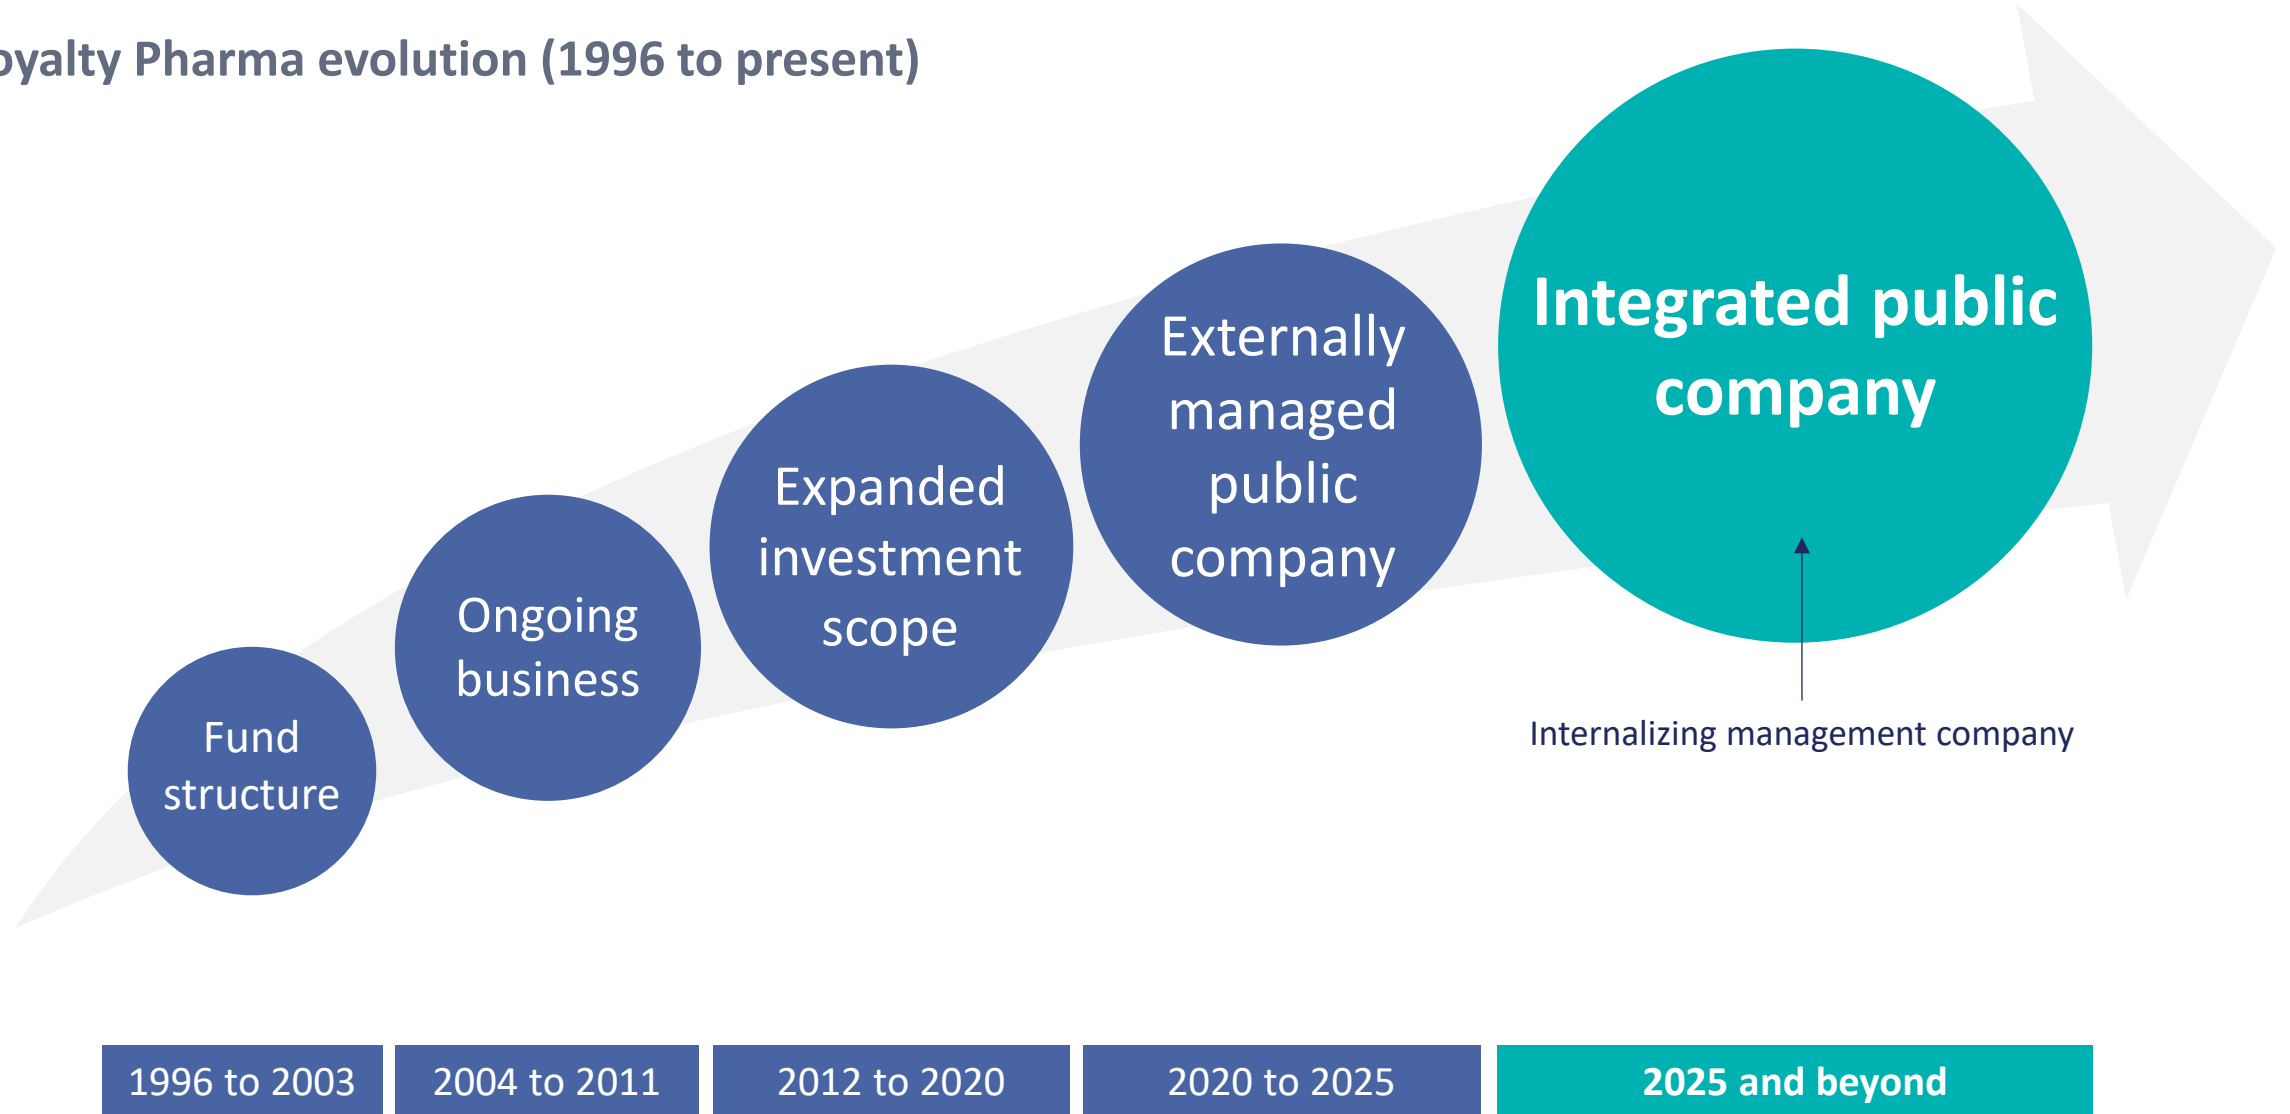 oyalty Pharma evolution (1996 to present)
Integrated public
company
Externally
managed
public
company
Expanded
investment
scope
Ongoing
business
Fund
structure
Internalizing management company
1996 to 2003
2004 to 2011
2012 to 2020
2020 to 2025
2025 and beyond